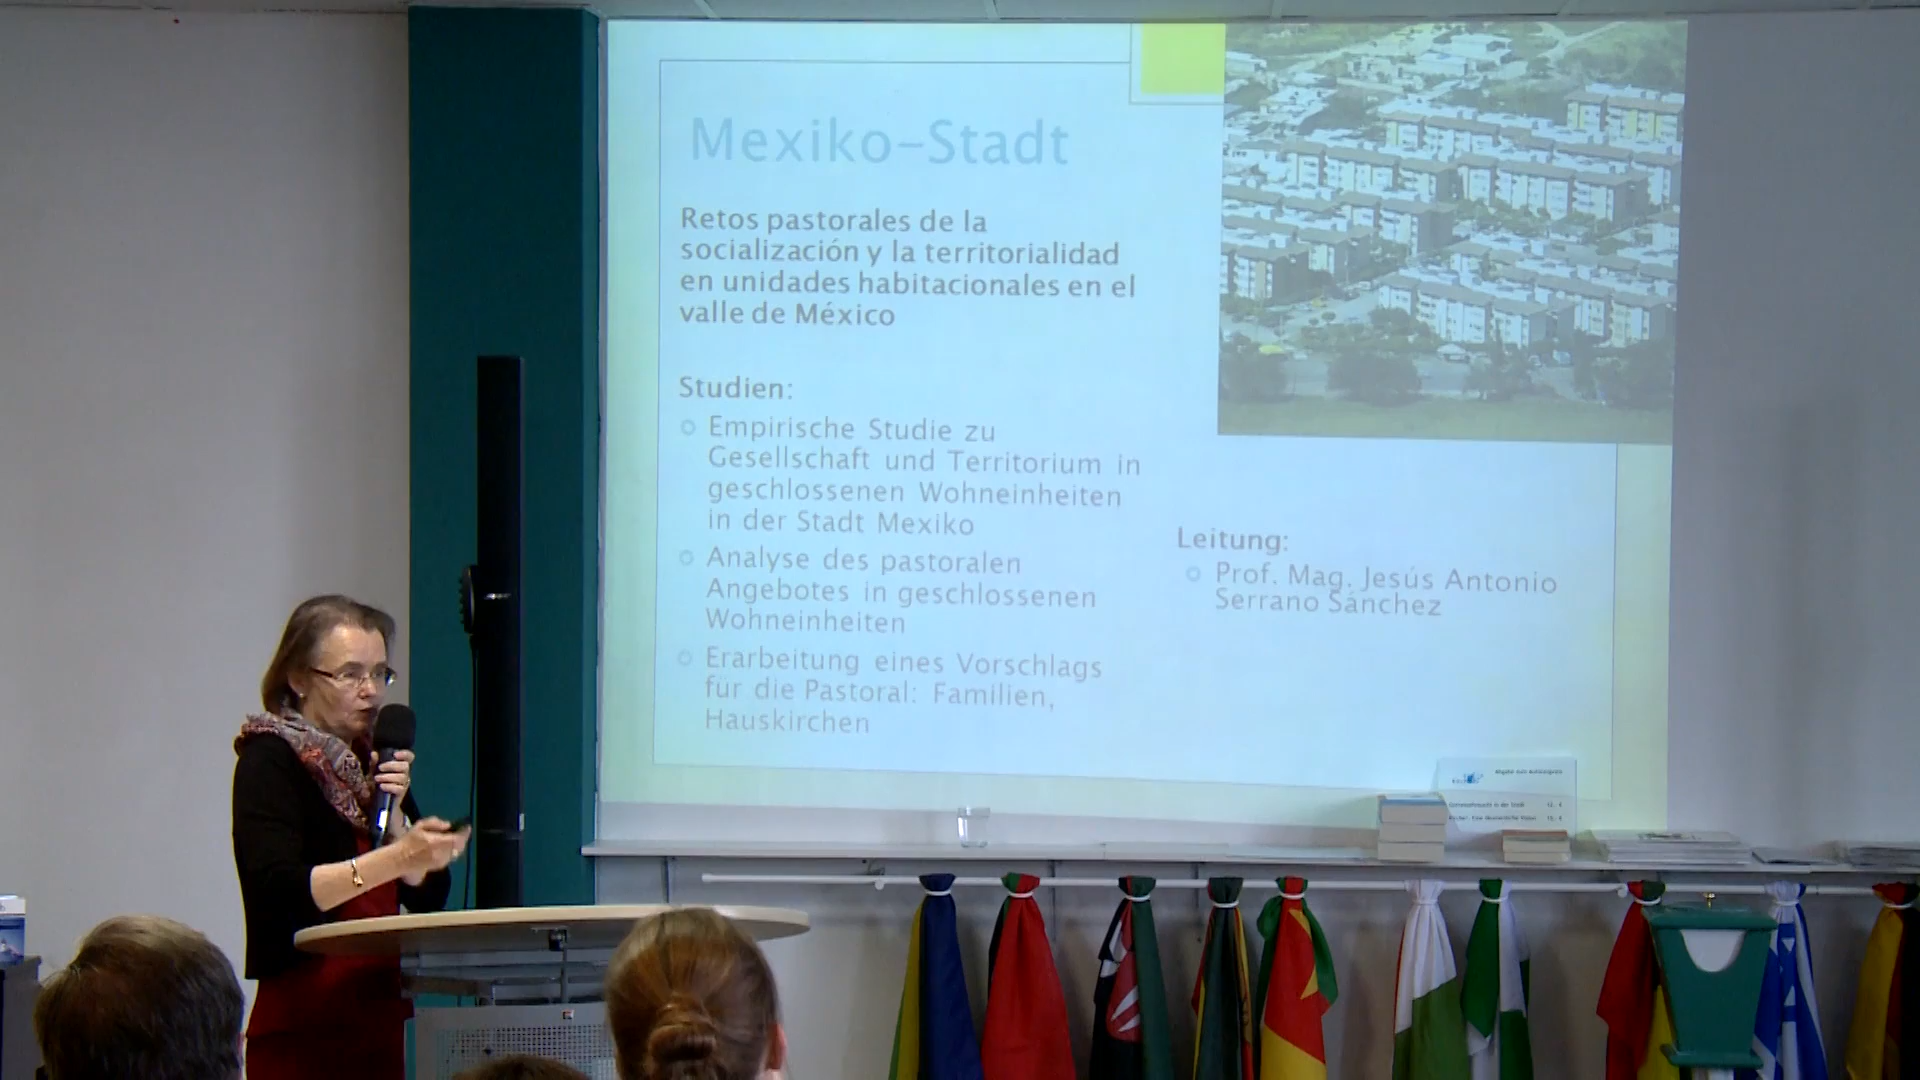 Mexiko-Stadt
Retos pastorales de la
socialización y la territorialidad
en unidades habitacionales en el
valle de México
Studien:
Empirische Studie zu
Gesellschaft und Territorium in
geschlossenen Wohneinheiten
in der Stadt Mexiko
Analyse des pastoralen
Angebotes in geschlossenen
Wohneinheiten
Erarbeitung eines Vorschlags
für die Pastoral: Familien,
Hauskirchen
Leitung:
Prof. Mag. Jesús Antonio
Serrano Sánchez